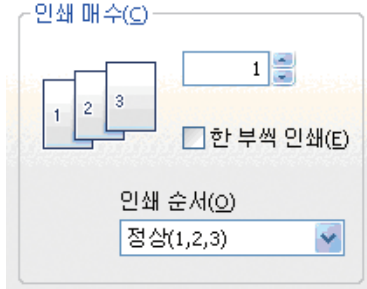 인쇄 매수(C)
1
1 2 3
한 부씩 인쇄(E)
인쇄 순서(O)
정상(1,2,3)